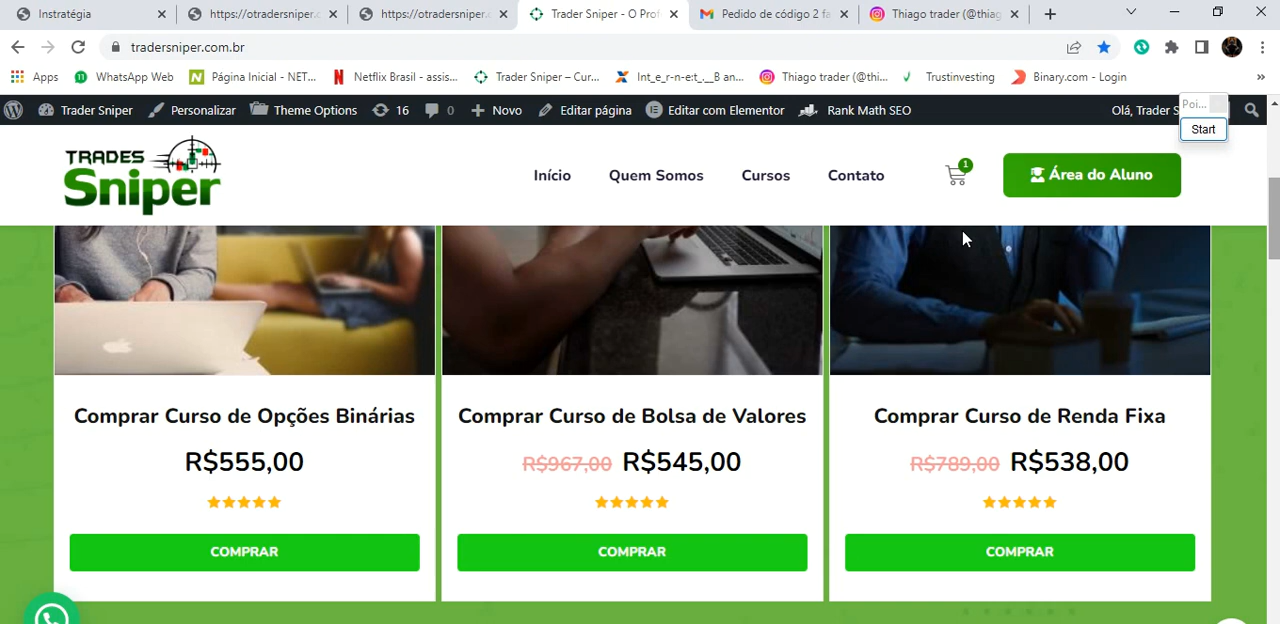 Instratégia
https://otradersniper.c
https://otradersniper.c
Trader Sniper - O Prof
Pedido de código 2 fa
Thiago trader (@thiag
tradersniper.com.br
Apps
WhatsApp Web
Página Inicial - NET...
Netflix Brasil - assis...
Trader Sniper – Cur...
Int_e_r-n=e:t_.__B an...
Thiago trader (@thi...
Trustinvesting
Binary.com - Login
»
Trader Sniper
Personalizar
Theme Options
16
0
Novo
Editar página
Editar com Elementor
Rank Math SEO
Olá, Trader S
Poi...
Start
TRADES
Sniper
Início
Quem Somos
Cursos
Contato
1
Área do Aluno
Comprar Curso de Opções Binárias
R$555,00
COMPRAR
Comprar Curso de Bolsa de Valores
R$967,00 R$545,00
COMPRAR
Comprar Curso de Renda Fixa
R$789,00 R$538,00
COMPRAR